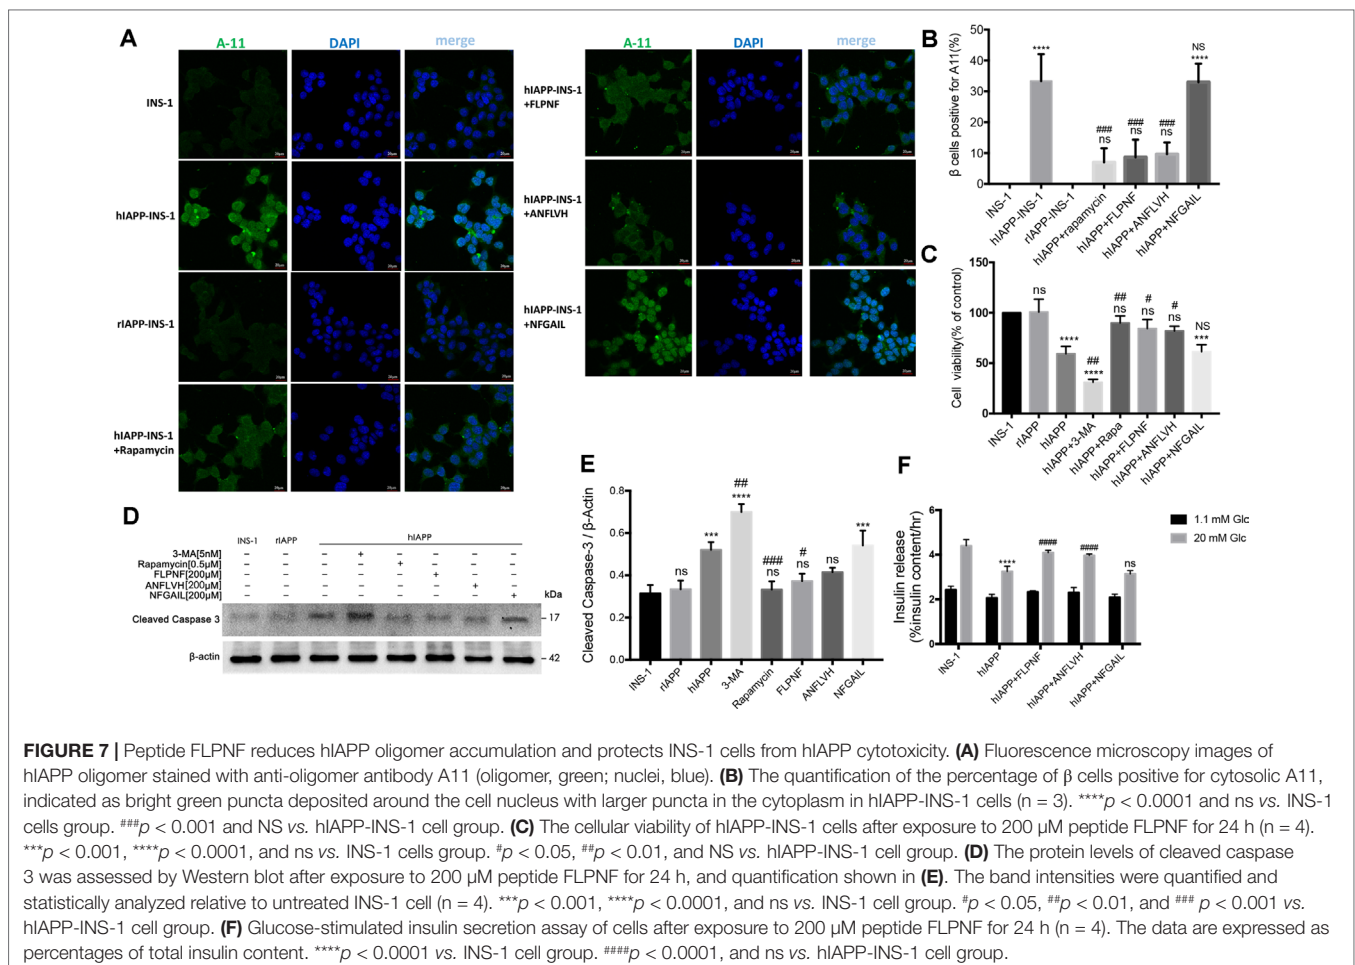 A
A-11 DAPI merge
INS-1
hIAPP-INS-1
rIAPP-INS-1
hIAPP-INS-1
+Rapamycin
A-11 DAPI merge
hIAPP-INS-1
+FLPNF
hIAPP-INS-1
+ANFLVH
hIAPP-INS-1
+NFGAIL
B
β cells positive for A11(%)
50
40
30
20
10
0
****
###
ns
###
ns
###
ns
NS
****
INS-1
hIAPP-INS-1
rIAPP-INS-1
hIAPP+rapamycin
hIAPP+FLPNF
hIAPP+ANFLVH
hIAPP+NFGAIL
C
Cell viability(% of control)
150
100
50
0
ns
****
##
****
##
ns
#
ns
#
ns
NS
***
INS-1
rIAPP
hIAPP
hIAPP+3-MA
hIAPP+Rapa
hIAPP+FLPNF
hIAPP+ANFLVH
hIAPP+NFGAIL
D
INS-1 rIAPP hIAPP
3-MA[5nM] – – – + – – – –
Rapamycin[0.5μM] – – – – + – – –
FLPNF[200μM] – – – – – + – –
ANFLVH[200μM] – – – – – – + –
NFGAIL[200μM] – – – – – – – +
kDa
Cleaved Caspase 3 - 17
β-actin - 42
E
Cleaved Caspase-3 / β-Actin
0.8
0.6
0.4
0.2
0.0
ns
***
##
****
###
ns
#
ns
ns
***
INS-1
rIAPP
hIAPP
3-MA
Rapamycin
FLPNF
ANFLVH
NFGAIL
F
Insulin release
(%insulin content/hr)
6
4
2
0
****
####
####
ns
1.1 mM Glc
20 mM Glc
INS-1
hIAPP
hIAPP+FLPNF
hIAPP+ANFLVH
hIAPP+NFGAIL
FIGURE 7 | Peptide FLPNF reduces hIAPP oligomer accumulation and protects INS-1 cells from hIAPP cytotoxicity. (A) Fluorescence microscopy images of
hIAPP oligomer stained with anti-oligomer antibody A11 (oligomer, green; nuclei, blue). (B) The quantification of the percentage of β cells positive for cytosolic A11,
indicated as bright green puncta deposited around the cell nucleus with larger puncta in the cytoplasm in hIAPP-INS-1 cells (n = 3). ****p < 0.0001 and ns vs. INS-1
cells group. ###p < 0.001 and NS vs. hIAPP-INS-1 cell group. (C) The cellular viability of hIAPP-INS-1 cells after exposure to 200 μM peptide FLPNF for 24 h (n = 4).
***p < 0.001, ****p < 0.0001, and ns vs. INS-1 cells group. #p < 0.05, ##p < 0.01, and NS vs. hIAPP-INS-1 cell group. (D) The protein levels of cleaved caspase
3 was assessed by Western blot after exposure to 200 μM peptide FLPNF for 24 h, and quantification shown in (E). The band intensities were quantified and
statistically analyzed relative to untreated INS-1 cell (n = 4). ***p < 0.001, ****p < 0.0001, and ns vs. INS-1 cell group. #p < 0.05, ##p < 0.01, and ### p < 0.001 vs.
hIAPP-INS-1 cell group. (F) Glucose-stimulated insulin secretion assay of cells after exposure to 200 μM peptide FLPNF for 24 h (n = 4). The data are expressed as
percentages of total insulin content. ****p < 0.0001 vs. INS-1 cell group. ####p < 0.0001, and ns vs. hIAPP-INS-1 cell group.